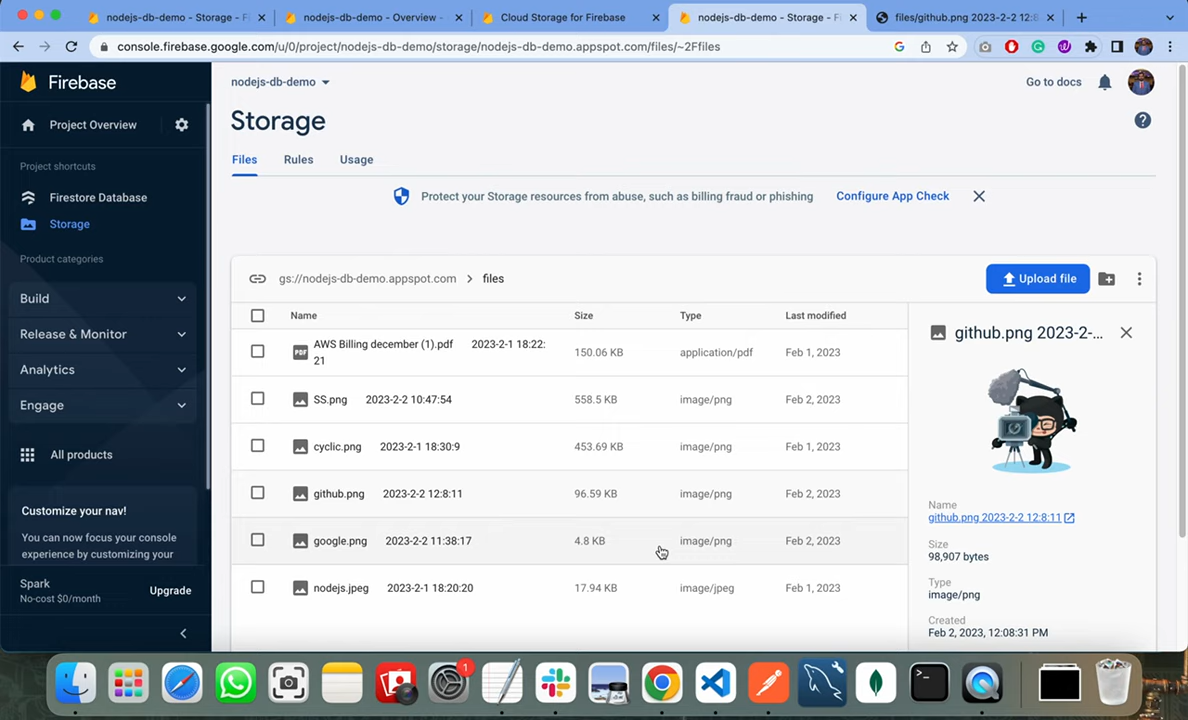 nodejs-db-demo - Storage - F
nodejs-db-demo - Overview -
Cloud Storage for Firebase
nodejs-db-demo - Storage - Fi
files/github.png 2023-2-2 12:8
console.firebase.google.com/u/0/project/nodejs-db-demo/storage/nodejs-db-demo.appspot.com/files/~2Ffiles
Firebase
nodejs-db-demo
Go to docs
Project Overview
Storage
Project shortcuts
Files
Rules
Usage
Firestore Database
Protect your Storage resources from abuse, such as billing fraud or phishing
Configure App Check
Storage
Product categories
gs://nodejs-db-demo.appspot.com > files
Upload file
Build
Name
Size
Type
Last modified
Release & Monitor
AWS Billing december (1).pdf 2023-2-1 18:22:
21
150.06 KB
application/pdf
Feb 1, 2023
github.png 2023-2-...
Analytics
SS.png 2023-2-2 10:47:54
558.5 KB
image/png
Feb 2, 2023
Engage
cyclic.png 2023-2-1 18:30:9
453.69 KB
image/png
Feb 1, 2023
All products
github.png 2023-2-2 12:8:11
96.59 KB
image/png
Feb 2, 2023
Name
github.png 2023-2-2 12:8:11
Customize your nav!
You can now focus your console
experience by customizing your
google.png 2023-2-2 11:38:17
4.8 KB
image/png
Feb 2, 2023
Size
98,907 bytes
Type
image/png
Spark
No-cost $0/month
Upgrade
nodejs.jpeg 2023-2-1 18:20:20
17.94 KB
image/jpeg
Feb 1, 2023
Created
Feb 2, 2023, 12:08:31 PM
PDF
1